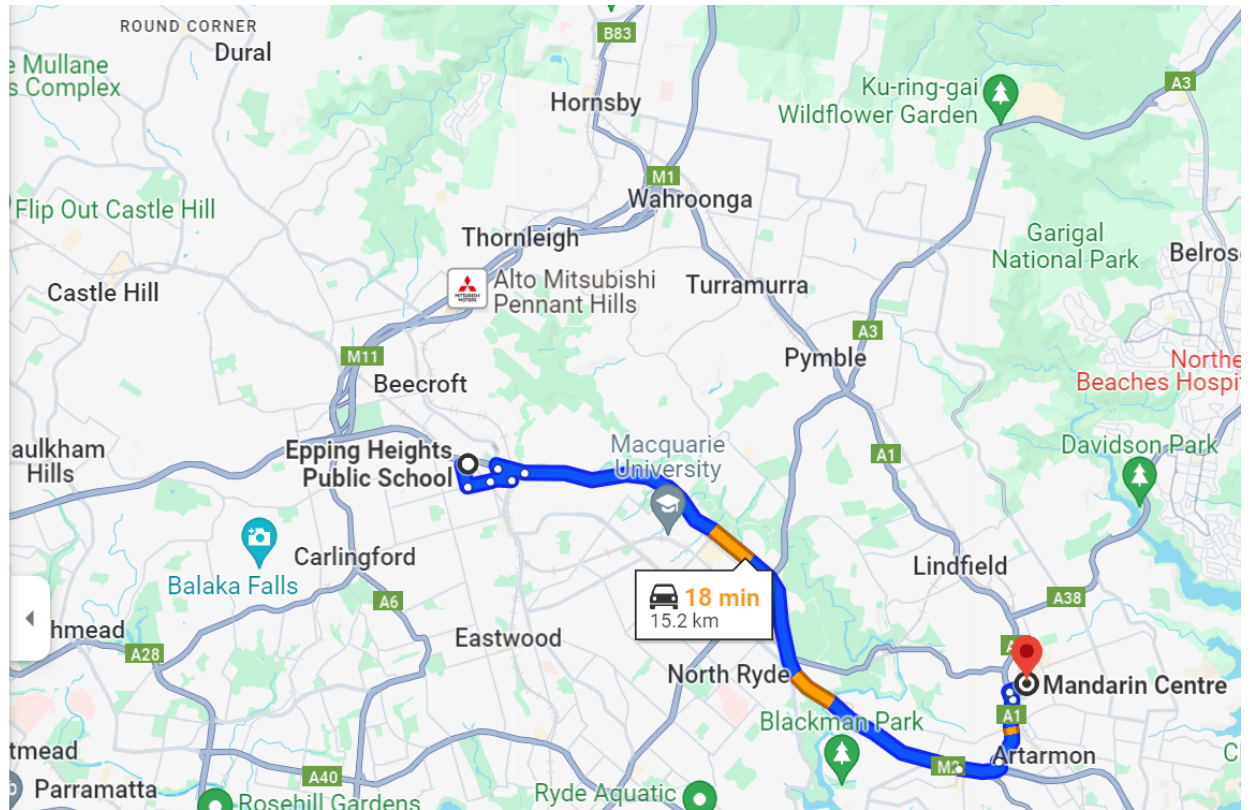 ROUND CORNER
Dural
e Mullane
s Complex
B83
Hornsby
Ku-ring-gai
Wildflower Garden
A3
M1
Wahroonga
Flip Out Castle Hill
Thornleigh
Garigal
National Park
Belrose
Castle Hill
Alto Mitsubishi
Pennant Hills
MITSUBISHI
MOTORS
Turramurra
A3
M11
Pymble
Northe
Beaches Hospit
Beecroft
Epping Heights
Public School
Macquarie
University
aulkham
Hills
A1
Davidson Park
Carlingford
Balaka Falls
Lindfield
18 min
15.2 km
A6
A38
hmead
A28
Eastwood
North Ryde
Mandarin Centre
A1
Blackman Park
Artarmon
tmead
A40
Parramatta
Rosehill Gardens
Ryde Aquatic